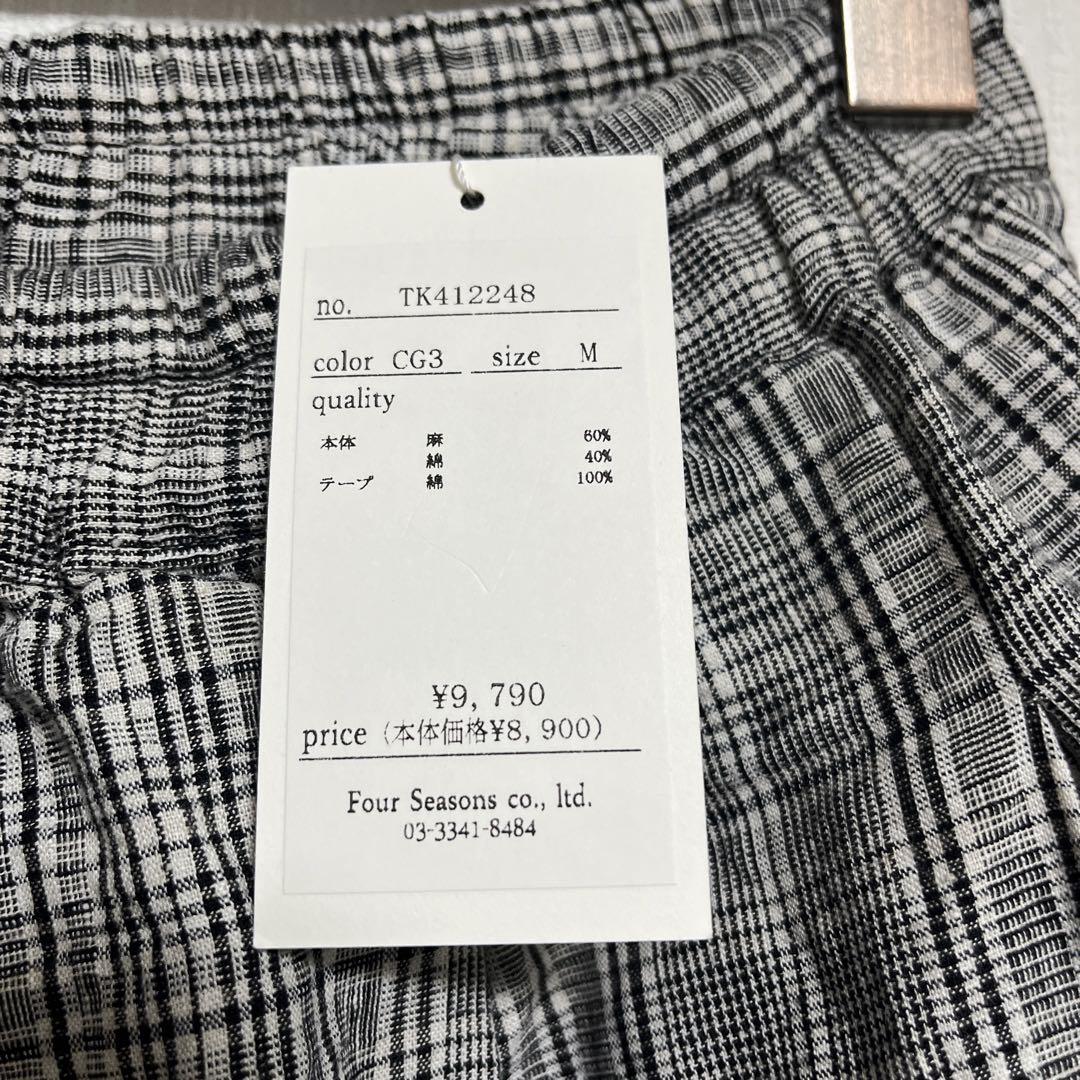 no. TK412248
color CG3 size M
quality
本体 麻 60%
綿 40%
テープ 綿 100%
¥9,790
price (本体価格¥8,900)
Four Seasons co., ltd.
03-3341-8484